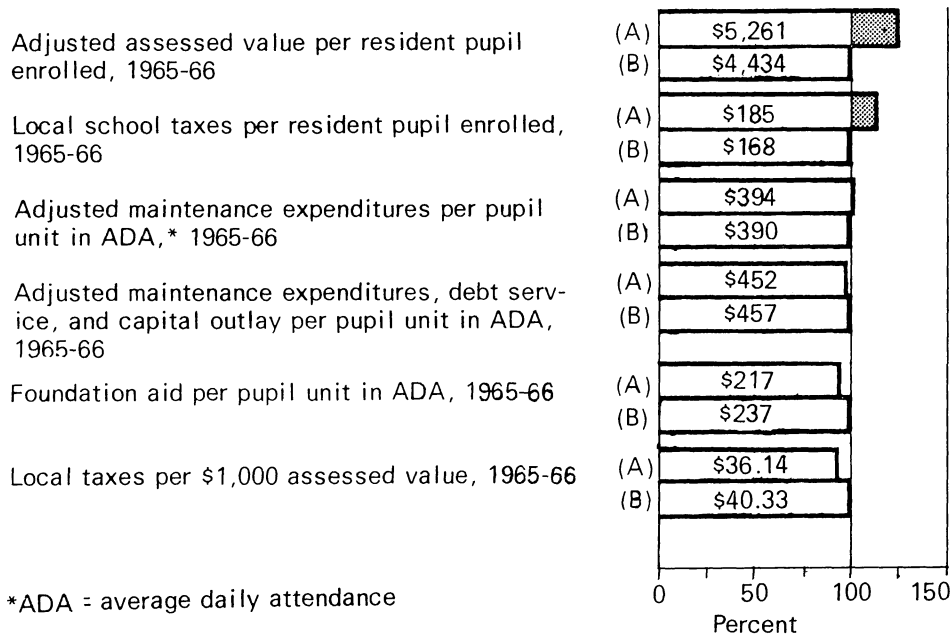 Adjusted assessed value per resident pupil
enrolled, 1965-66
(A) $5,261
(B) $4,434
Local school taxes per resident pupil enrolled,
1965-66
(A) $185
(B) $168
Adjusted maintenance expenditures per pupil
unit in ADA,* 1965-66
(A) $394
(B) $390
Adjusted maintenance expenditures, debt serv-
ice, and capital outlay per pupil unit in ADA,
1965-66
(A) $452
(B) $457
Foundation aid per pupil unit in ADA, 1965-66
(A) $217
(B) $237
Local taxes per $1,000 assessed value, 1965-66
(A) $36.14
(B) $40.33
0 50 100 150
Percent
*ADA = average daily attendance